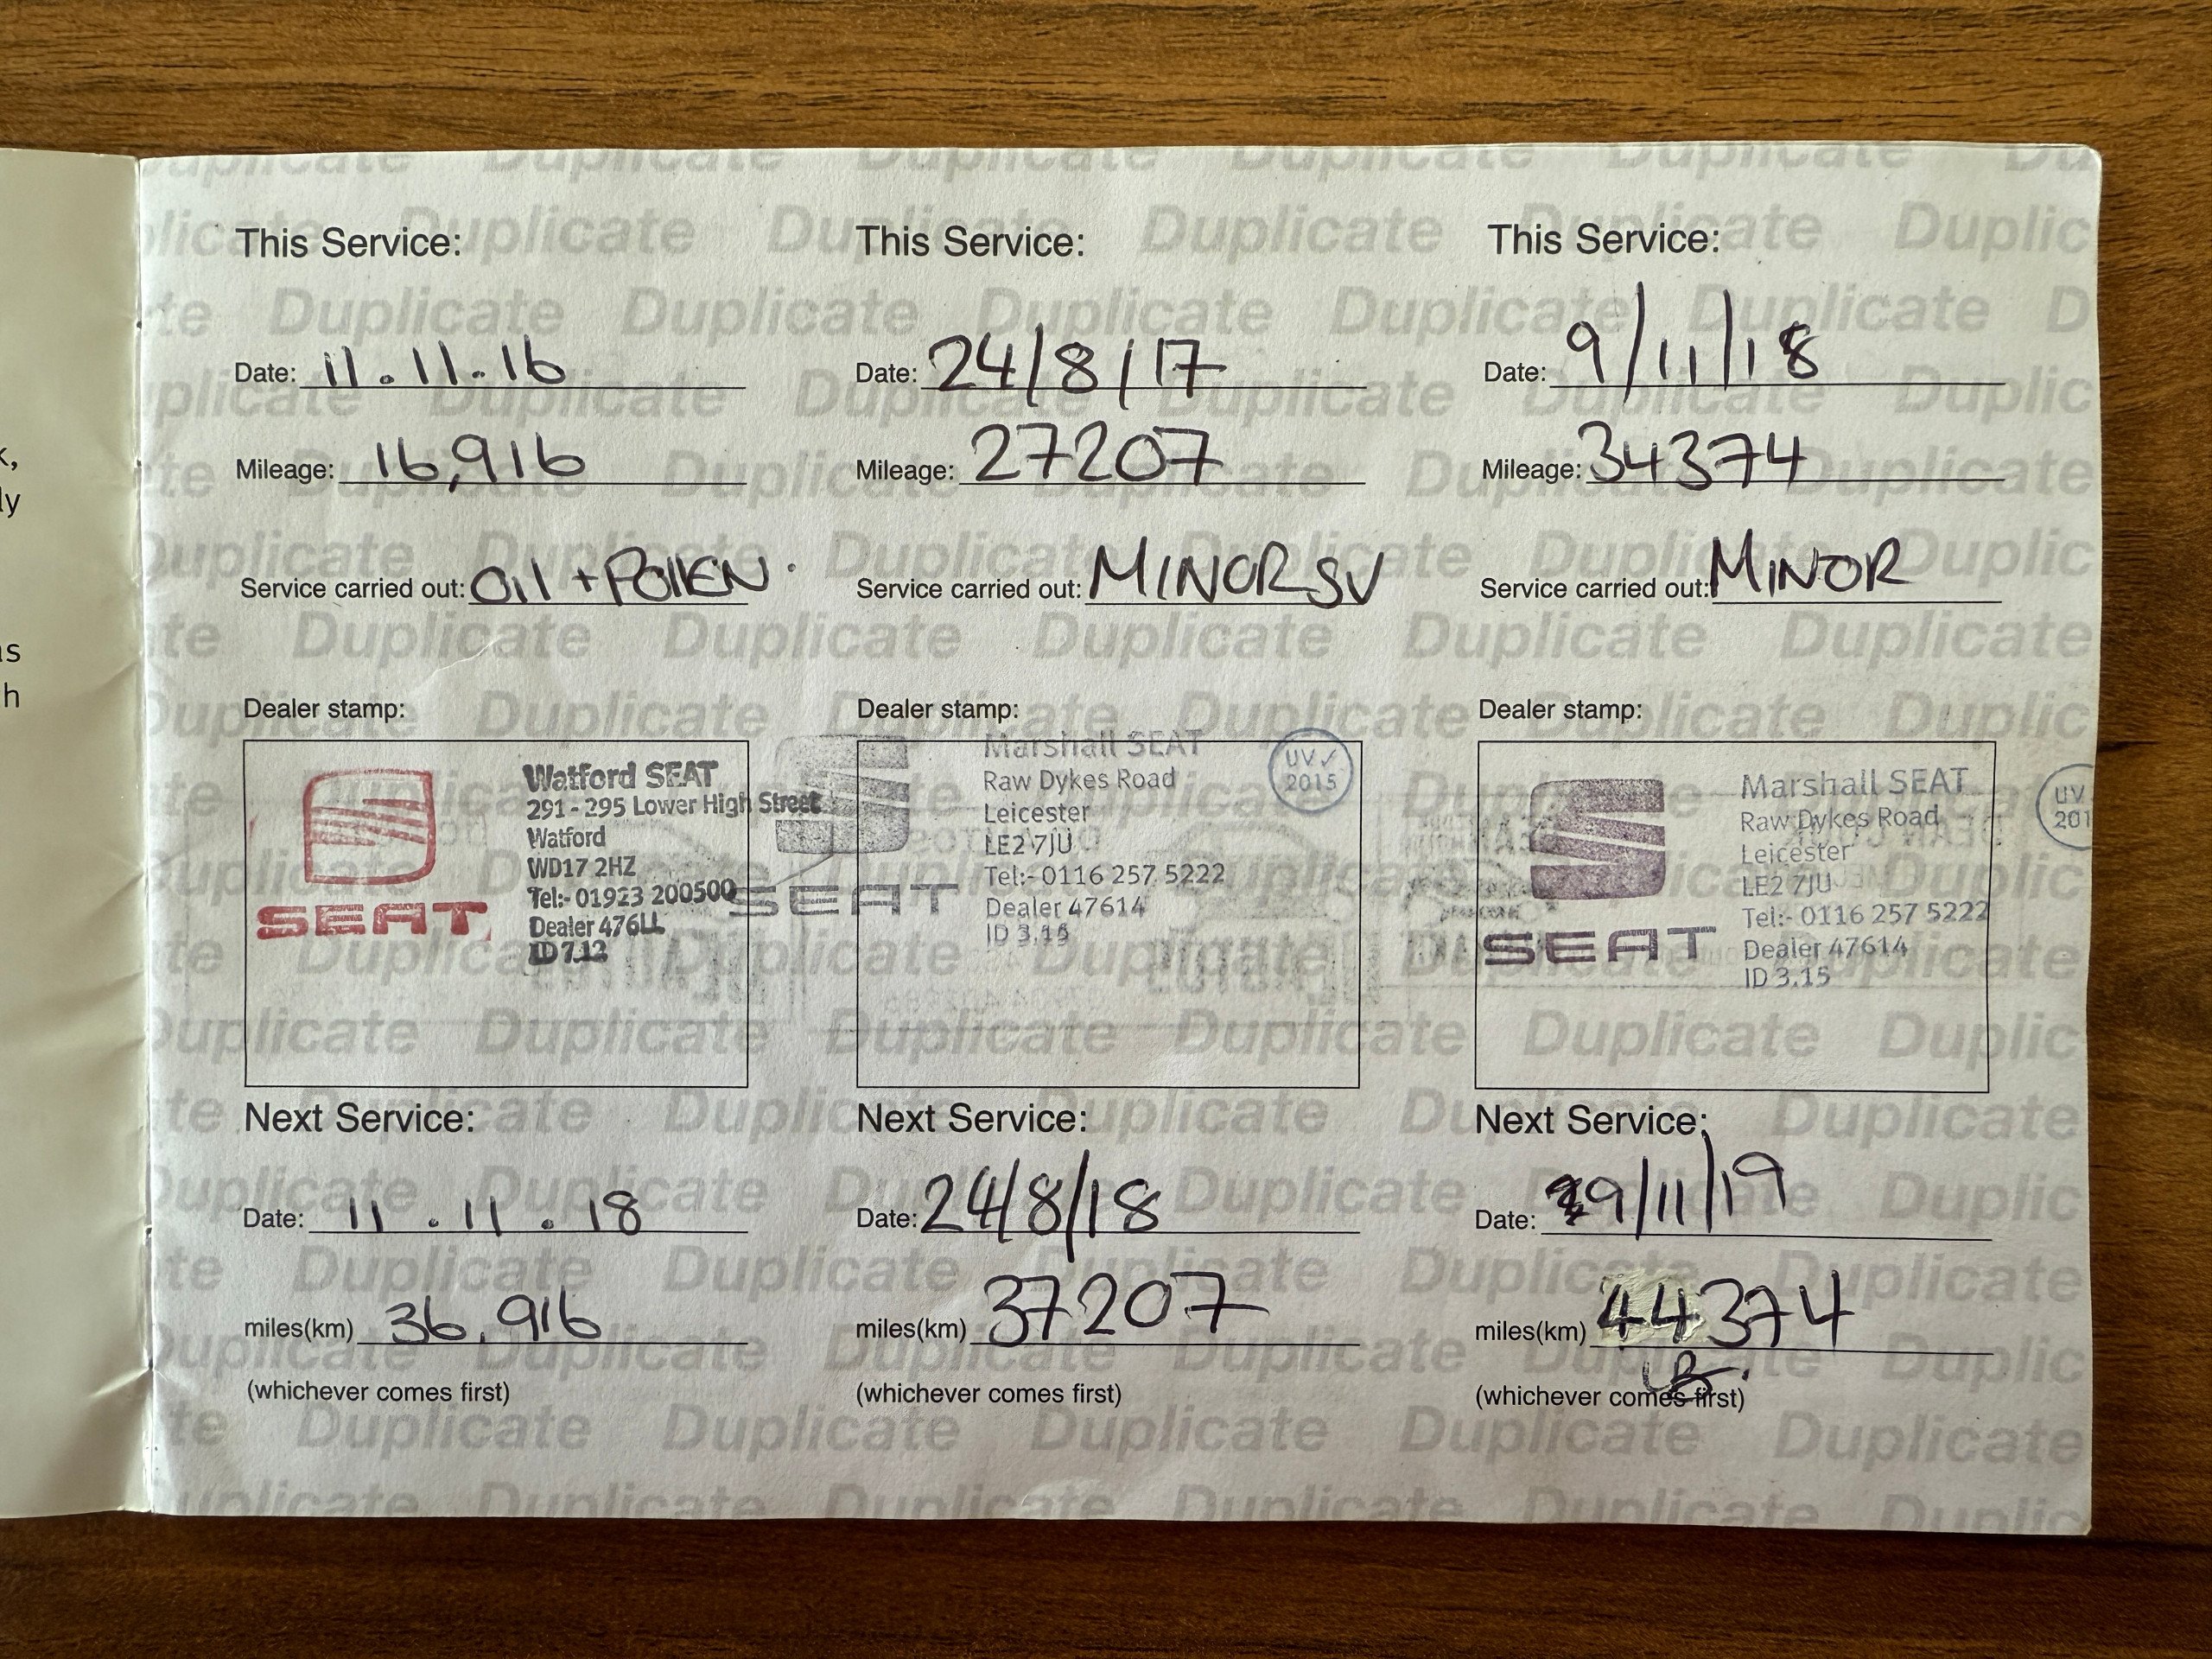 This Service:
Date: 11.11.16
Mileage: 16,916
Service carried out: Oil + POllEN.
Dealer stamp:
SEAT
Watford SEAT
291 - 295 Lower High Street
Watford
WD17 2HZ
Tel:- 01923 200500
Dealer 476LL
ID 7.12
Next Service:
Date: 11 . 11 . 18
miles(km) 36,916
(whichever comes first)
This Service:
Date: 24/8/17
Mileage: 27207
Service carried out: MINOR SV
Dealer stamp:
SEAT
Marshall SEAT
Raw Dykes Road
Leicester
LE2 7JU
Tel:- 0116 257 5222
Dealer 47614
ID 3.15
UV ✓
2015
Next Service:
Date: 24/8/18
miles(km) 37207
(whichever comes first)
This Service:
Date: 9/11/18
Mileage: 34374
Service carried out: MINOR
Dealer stamp:
SEAT
Marshall SEAT
Raw Dykes Road
Leicester
LE2 7JU
Tel:- 0116 257 5222
Dealer 47614
ID 3.15
UV
201
Next Service:
Date: 9/11/19
miles(km) 44374
(whichever comes first)
Duplicate